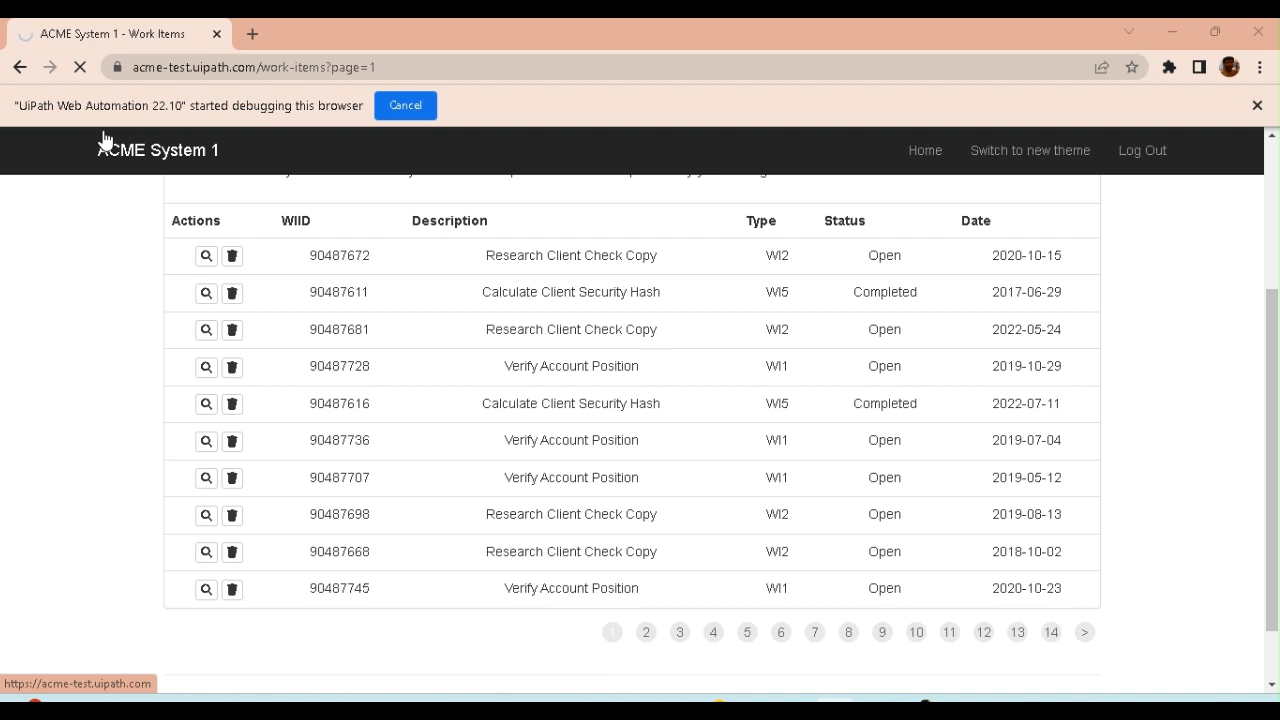 ACME System 1 - Work Items
acme-test.uipath.com/work-items?page=1
"UiPath Web Automation 22.10" started debugging this browser Cancel
ACME System 1 Home Switch to new theme Log Out
Actions WIID Description Type Status Date
90487672 Research Client Check Copy WI2 Open 2020-10-15
90487611 Calculate Client Security Hash WI5 Completed 2017-06-29
90487681 Research Client Check Copy WI2 Open 2022-05-24
90487728 Verify Account Position WI1 Open 2019-10-29
90487616 Calculate Client Security Hash WI5 Completed 2022-07-11
90487736 Verify Account Position WI1 Open 2019-07-04
90487707 Verify Account Position WI1 Open 2019-05-12
90487698 Research Client Check Copy WI2 Open 2019-08-13
90487668 Research Client Check Copy WI2 Open 2018-10-02
90487745 Verify Account Position WI1 Open 2020-10-23
1 2 3 4 5 6 7 8 9 10 11 12 13 14 >
https://acme-test.uipath.com